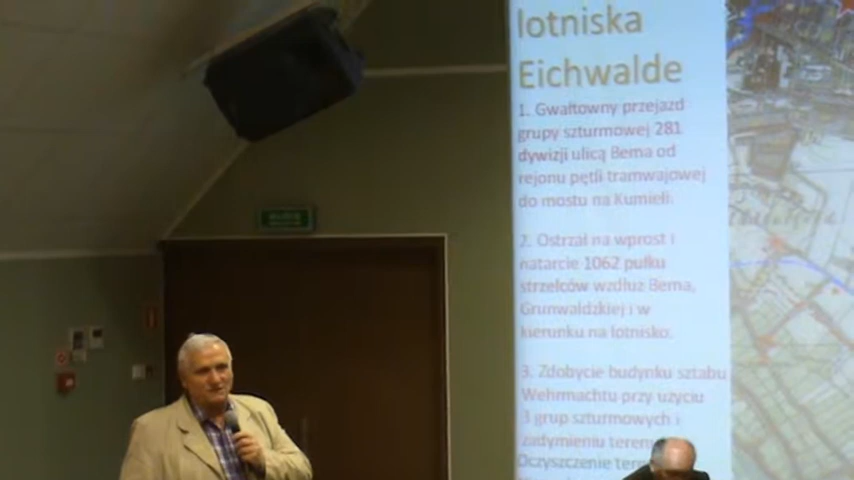 lotniska
Eichwalde
1. Gwałtowny przejazd
grupy szturmowej 281
dywizji ulicą Bema od
rejonu pętli tramwajowej
do mostu na Kumieli.
2. Ostrzał na wprost i
natarcie 1062 pułku
strzelców wzdłuż Bema,
Grunwaldzkiej i w
kierunku na lotnisko.
3. Zdobycie budynku sztabu
Wehrmachtu przy użyciu
3 grup szturmowych i
zadymieniu
Oczyszczenie